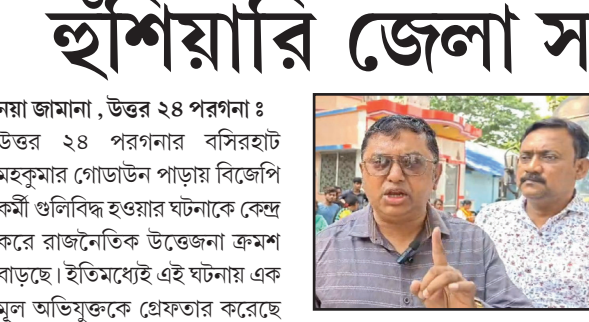 হুঁশিয়ারি জেলা স
নয়া জামানা , উত্তর ২৪ পরগনা ঃ
উত্তর ২৪ পরগনার বসিরহাট
মহকুমার গোডাউন পাড়ায় বিজেপি
কর্মী গুলিবিদ্ধ হওয়ার ঘটনাকে কেন্দ্র
করে রাজনৈতিক উত্তেজনা ক্রমশ
বাড়ছে। ইতিমধ্যেই এই ঘটনায় এক
মূল অভিযুক্তকে গ্রেফতার করেছে